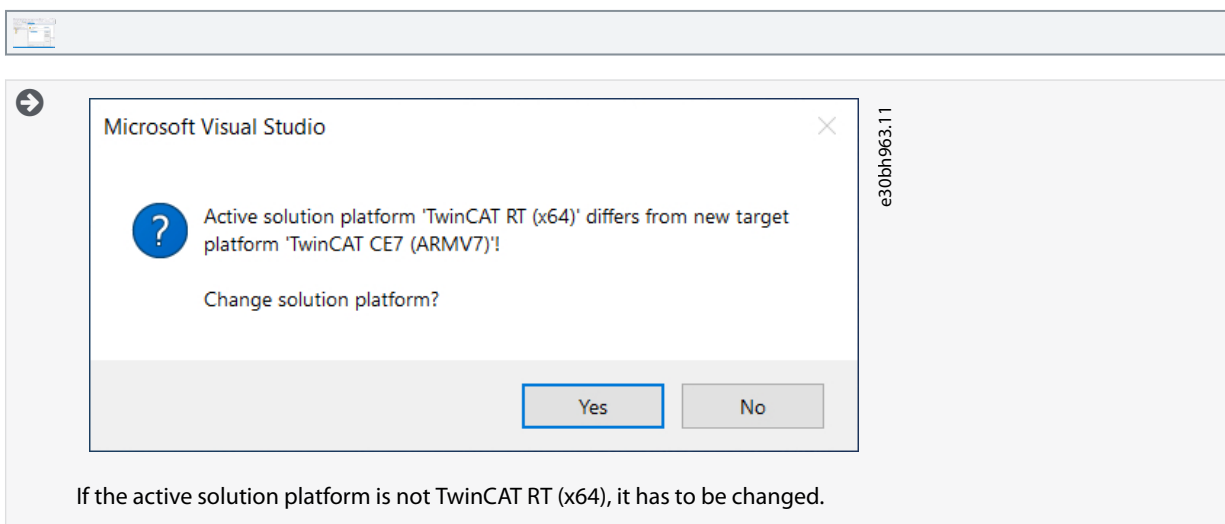 Microsoft Visual Studio
Active solution platform 'TwinCAT RT (x64)' differs from new target
platform 'TwinCAT CE7 (ARMV7)'!
Change solution platform?
Yes
No
e30bh963.11
If the active solution platform is not TwinCAT RT (x64), it has to be changed.